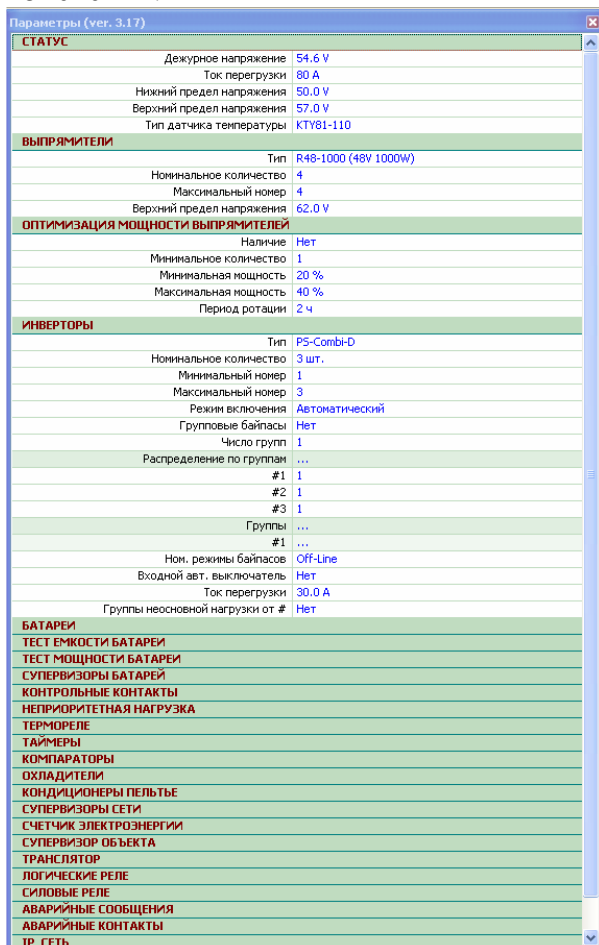 Параметры (ver. 3.17)
СТАТУС
Дежурное напряжение 54.6 V
Ток перегрузки 80 A
Нижний предел напряжения 50.0 V
Верхний предел напряжения 57.0 V
Тип датчика температуры KTY81-110
ВЫПРЯМИТЕЛИ
Тип R48-1000 (48V 1000W)
Номинальное количество 4
Максимальный номер 4
Верхний предел напряжения 62.0 V
ОПТИМИЗАЦИЯ МОЩНОСТИ ВЫПРЯМИТЕЛЕЙ
Наличие Нет
Минимальное количество 1
Минимальная мощность 20 %
Максимальная мощность 40 %
Период ротации 2 ч
ИНВЕРТОРЫ
Тип PS-Combi-D
Номинальное количество 3 шт.
Минимальный номер 1
Максимальный номер 3
Режим включения Автоматический
Групповые байпасы Нет
Число групп 1
Распределение по группам ...
#1 1
#2 1
#3 1
Группы ...
#1 ...
Ном. режимы байпасов Off-Line
Входной авт. выключатель Нет
Ток перегрузки 30.0 A
Группы неосновной нагрузки от # Нет
БАТАРЕИ
ТЕСТ ЕМКОСТИ БАТАРЕИ
ТЕСТ МОЩНОСТИ БАТАРЕИ
СУПЕРВИЗОРЫ БАТАРЕЙ
КОНТРОЛЬНЫЕ КОНТАКТЫ
НЕПРИОРИТЕТНАЯ НАГРУЗКА
ТЕРМОРЕЛЕ
ТАЙМЕРЫ
КОМПАРАТОРЫ
ОХЛАДИТЕЛИ
КОНДИЦИОНЕРЫ ПЕЛЬТЬЕ
СУПЕРВИЗОРЫ СЕТИ
СЧЕТЧИК ЭЛЕКТРОЭНЕРГИИ
СУПЕРВИЗОР ОБЪЕКТА
ТРАНСЛЯТОР
ЛОГИЧЕСКИЕ РЕЛЕ
СИЛОВЫЕ РЕЛЕ
АВАРИЙНЫЕ СООБЩЕНИЯ
АВАРИЙНЫЕ КОНТАКТЫ
IP СЕТЬ